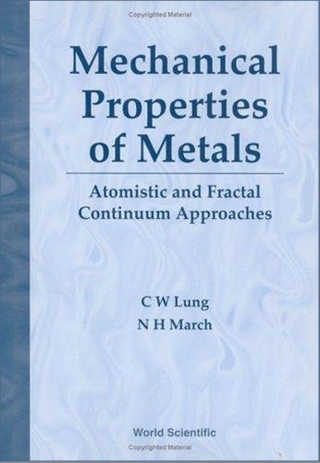 Copyrighted Material
Mechanical
Properties
of Metals
Atomistic and Fractal
Continuum Approaches
C W Lung
N H March
World Scientific
Copyrighted Material